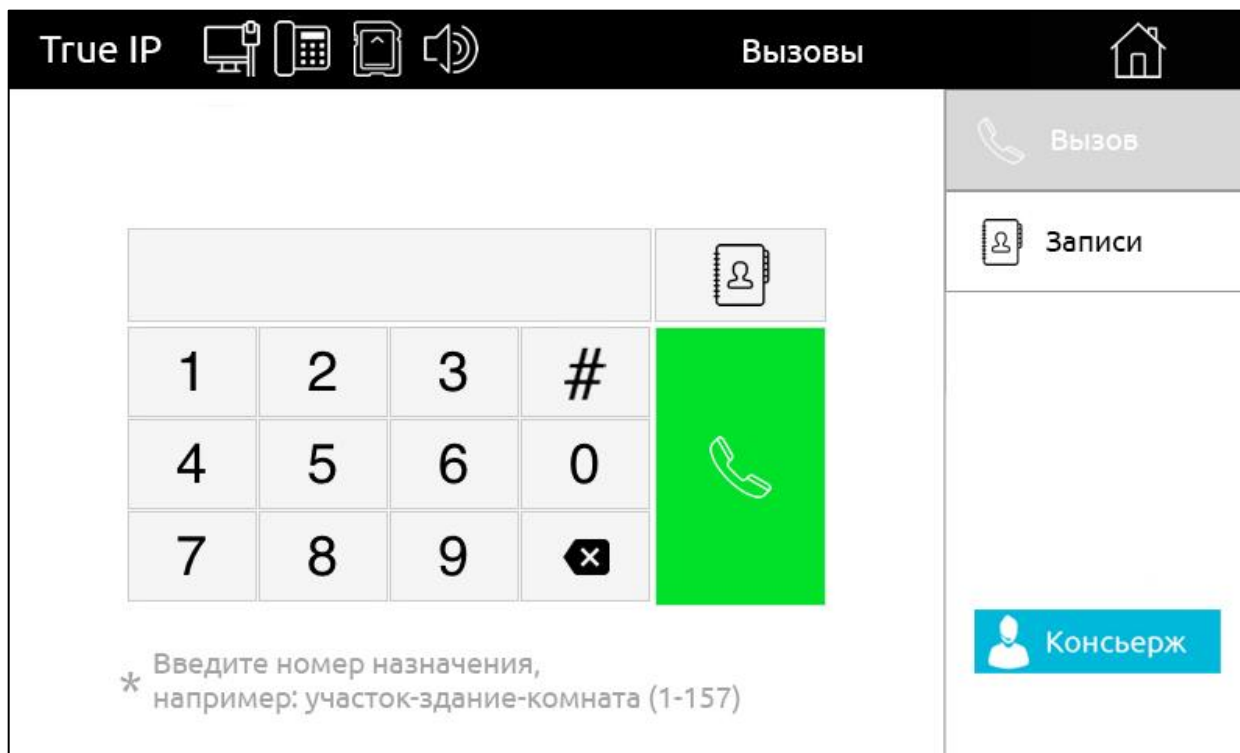 True IP Вызовы
Вызов
Записи
1 2 3 #
4 5 6 0
7 8 9
Консьерж
* Введите номер назначения,
например: участок-здание-комната (1-157)